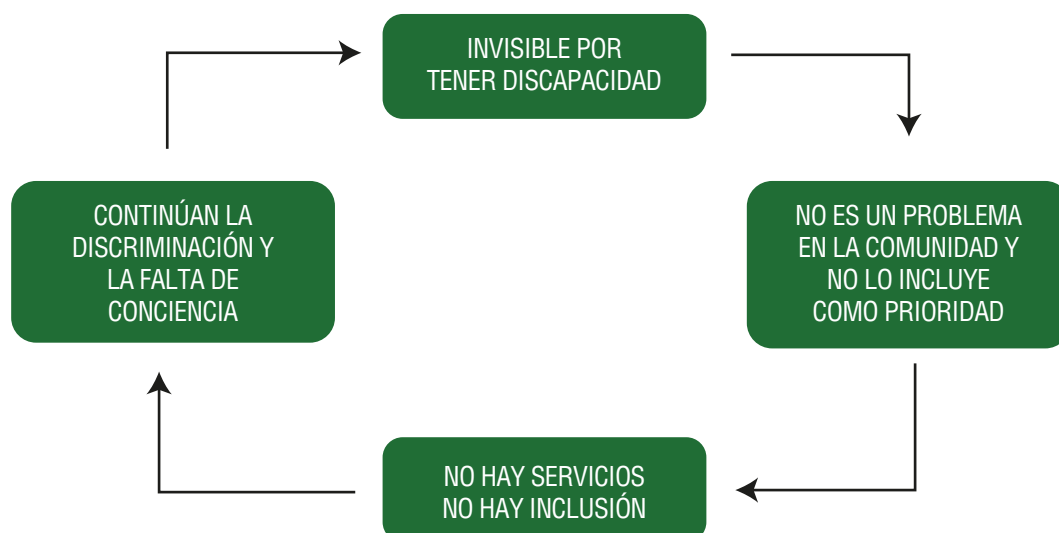 INVISIBLE POR
TENER DISCAPACIDAD
NO ES UN PROBLEMA
EN LA COMUNIDAD Y
NO LO INCLUYE
COMO PRIORIDAD
NO HAY SERVICIOS
NO HAY INCLUSIÓN
CONTINÚAN LA
DISCRIMINACIÓN Y
LA FALTA DE
CONCIENCIA